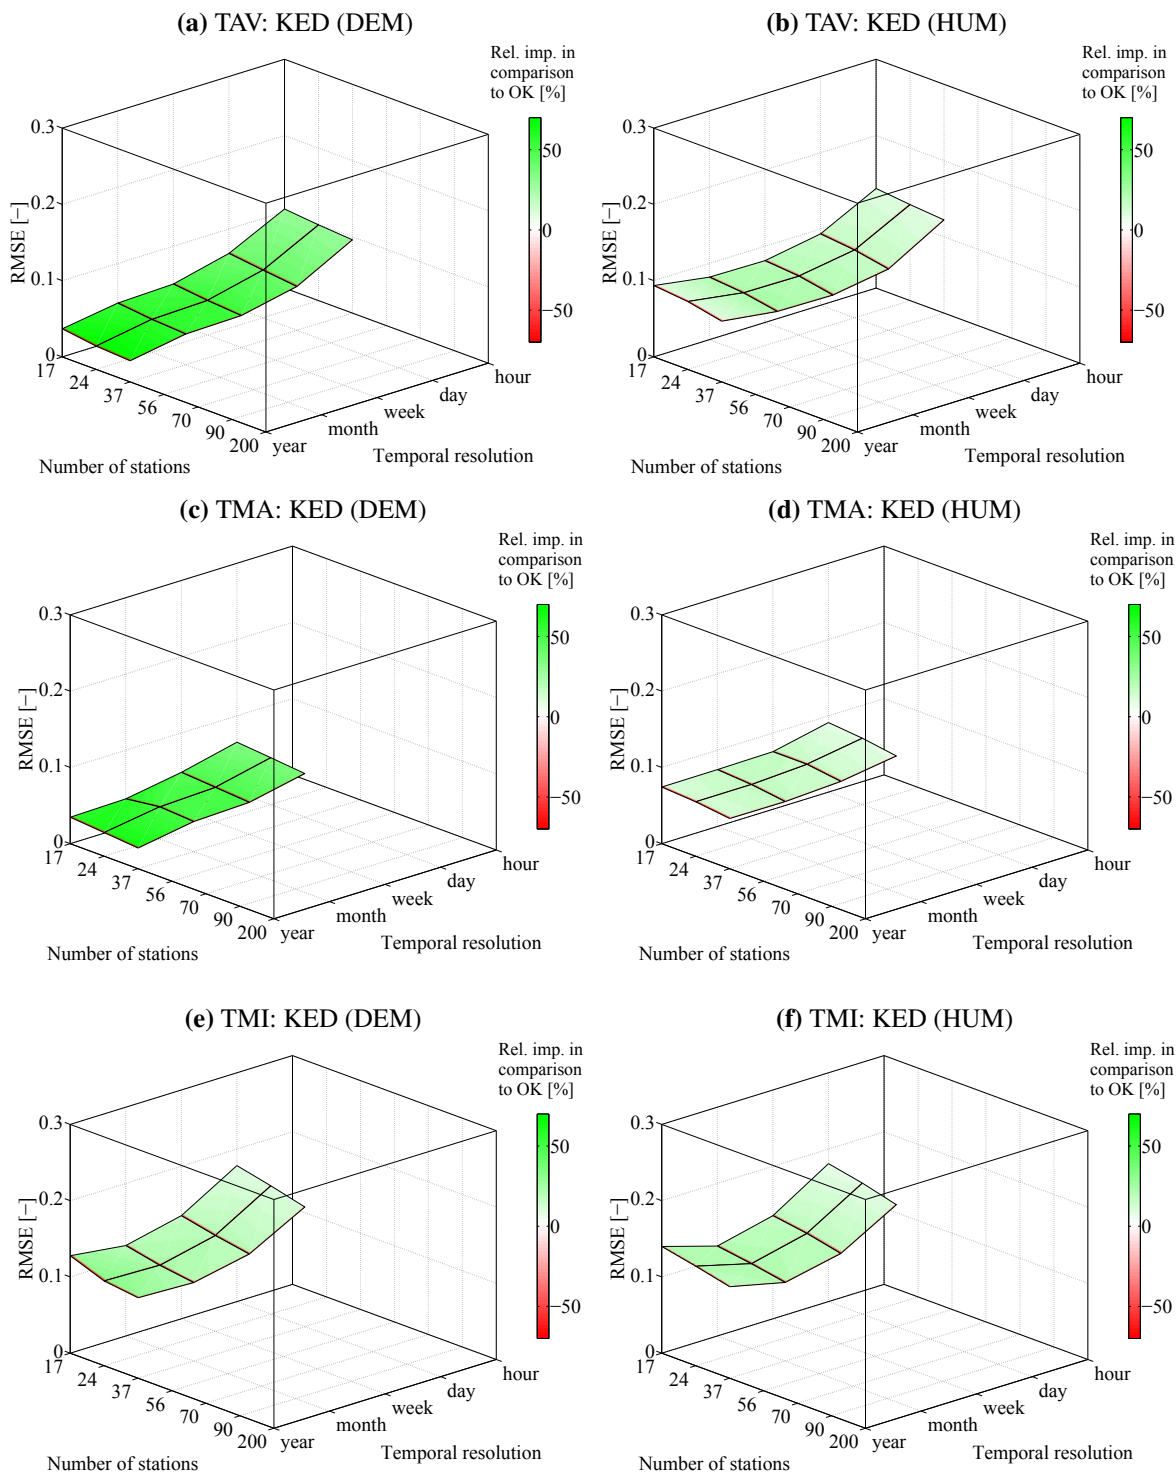 (a) TAV: KED (DEM)
Rel. imp. in
comparison
to OK [%]
50
0
−50
0.3
0.2
0.1
0
RMSE [−]
17
24
37
56
70
90
200
year
month
week
day
hour
Number of stations
Temporal resolution
(b) TAV: KED (HUM)
Rel. imp. in
comparison
to OK [%]
50
0
−50
0.3
0.2
0.1
0
RMSE [−]
17
24
37
56
70
90
200
year
month
week
day
hour
Number of stations
Temporal resolution
(c) TMA: KED (DEM)
Rel. imp. in
comparison
to OK [%]
50
0
−50
0.3
0.2
0.1
0
RMSE [−]
17
24
37
56
70
90
200
year
month
week
day
hour
Number of stations
Temporal resolution
(d) TMA: KED (HUM)
Rel. imp. in
comparison
to OK [%]
50
0
−50
0.3
0.2
0.1
0
RMSE [−]
17
24
37
56
70
90
200
year
month
week
day
hour
Number of stations
Temporal resolution
(e) TMI: KED (DEM)
Rel. imp. in
comparison
to OK [%]
50
0
−50
0.3
0.2
0.1
0
RMSE [−]
17
24
37
56
70
90
200
year
month
week
day
hour
Number of stations
Temporal resolution
(f) TMI: KED (HUM)
Rel. imp. in
comparison
to OK [%]
50
0
−50
0.3
0.2
0.1
0
RMSE [−]
17
24
37
56
70
90
200
year
month
week
day
hour
Number of stations
Temporal resolution